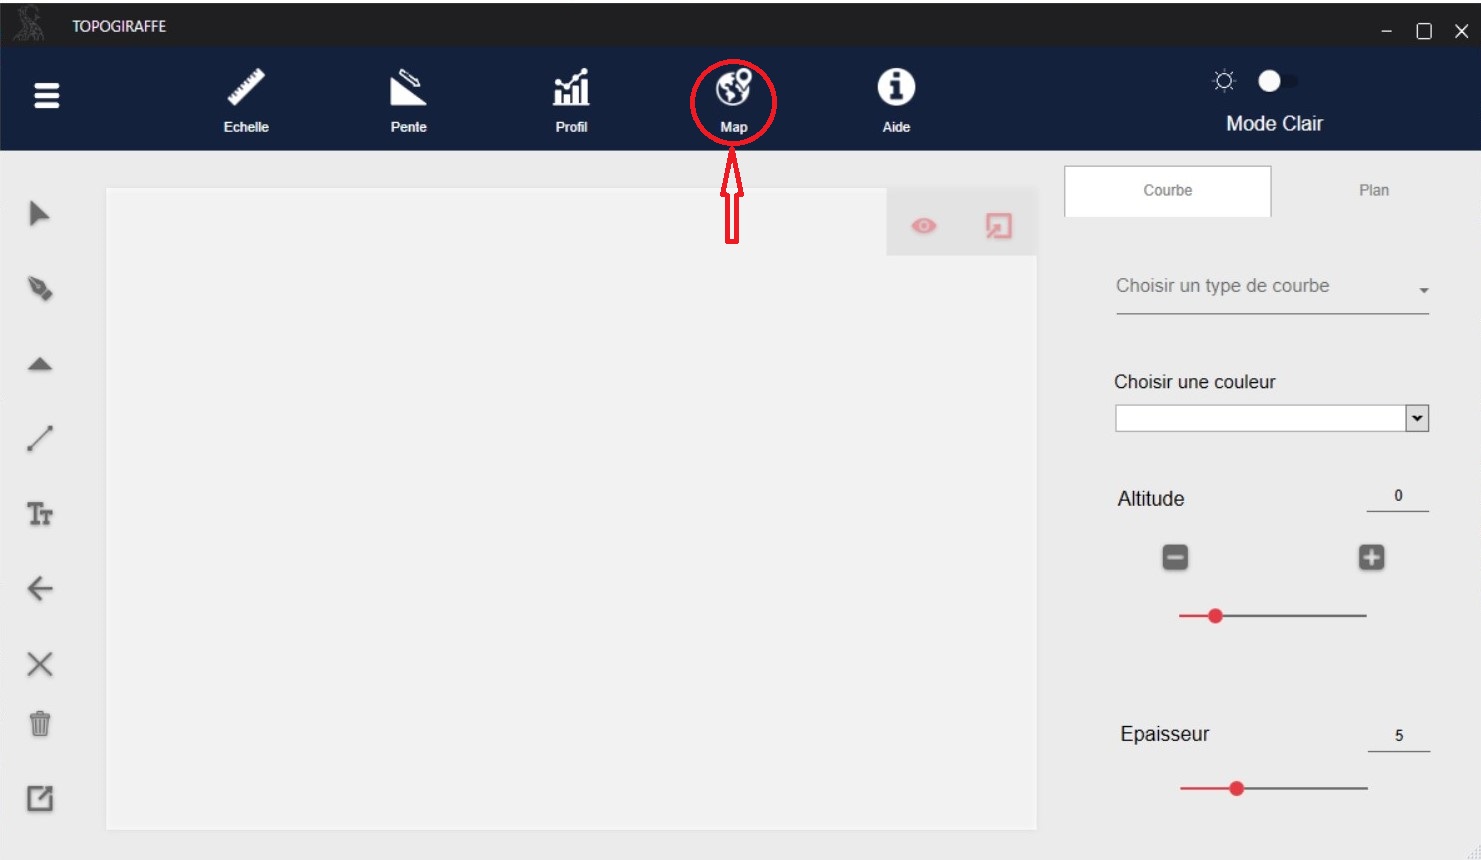 TOPOGIRAFFE
Echelle
Pente
Profil
Map
Aide
Mode Clair
Courbe
Plan
Choisir un type de courbe
Choisir une couleur
Altitude
0
Epaisseur
5